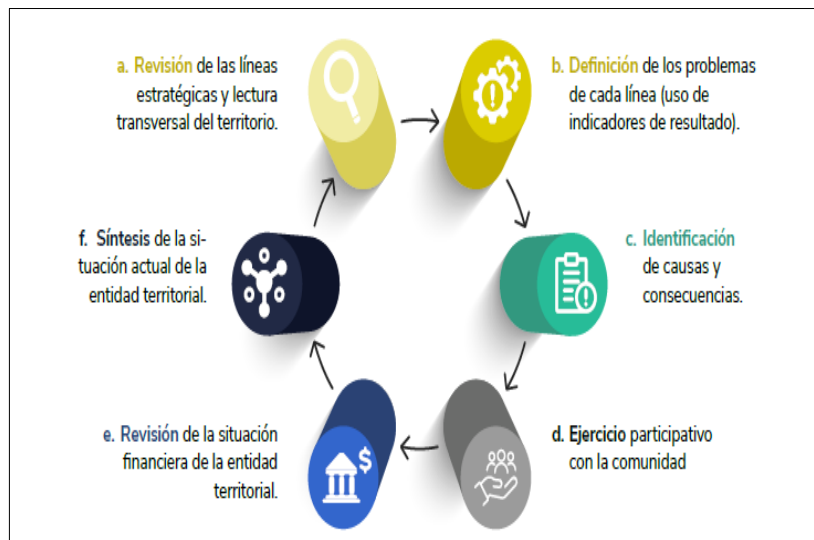 a. Revisión de las líneas
estratégicas y lectura
transversal del territorio.
b. Definición de los problemas
de cada línea (uso de
indicadores de resultado).
c. Identificación
de causas y
consecuencias.
d. Ejercicio participativo
con la comunidad
e. Revisión de la situación
financiera de la entidad
territorial.
f. Síntesis de la si-
tuación actual de la
entidad territorial.
$